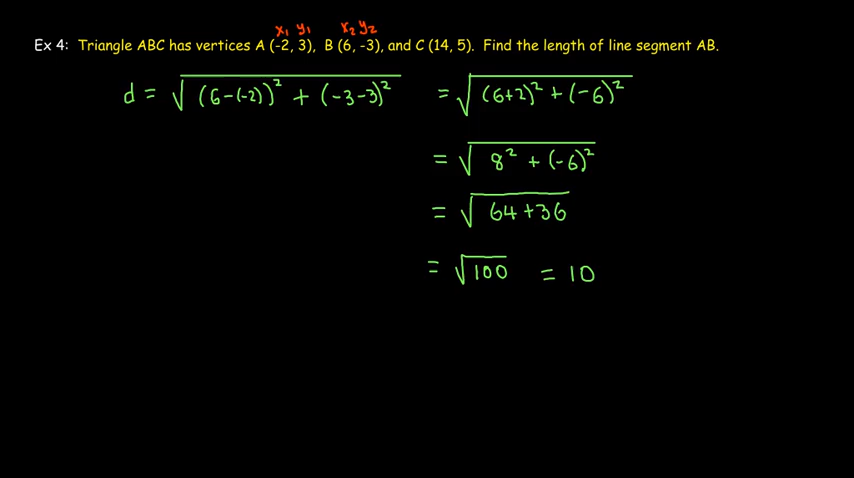 x₁ y₁ x₂ y₂
Ex 4: Triangle ABC has vertices A (-2, 3), B (6, -3), and C (14, 5). Find the length of line segment AB.
d = √((6-(-2))² + (-3-3)²) = √((6+2)² + (-6)²)
= √(8² + (-6)²)
= √(64+36)
= √100 = 10